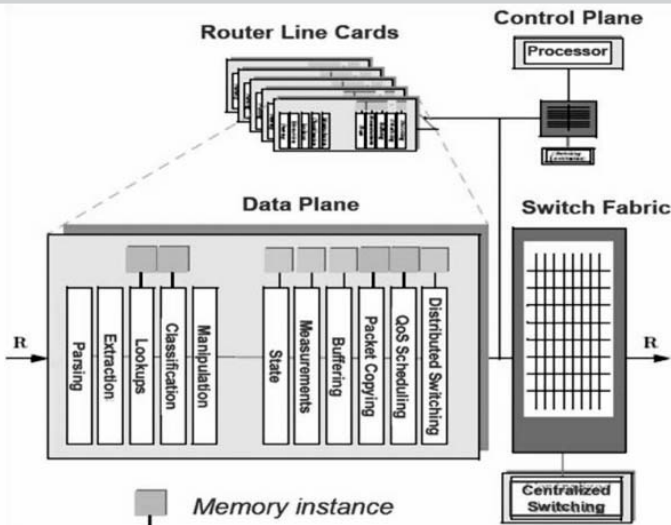 Router Line Cards
Control Plane
Processor
Data Plane
Switch Fabric
R
Parsing
Extraction
Lookups
Classification
Manipulation
State
Measurements
Buffering
Packet Copying
QoS Scheduling
Distributed Switching
R
Centralized
Switching
Memory instance